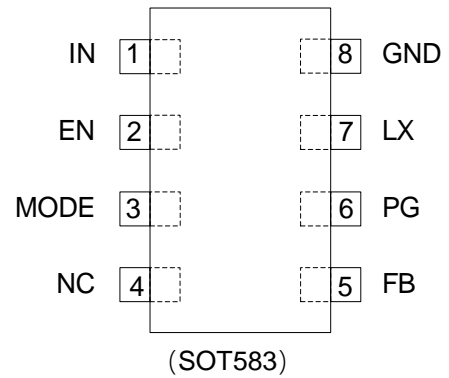 IN 1 8 GND
EN 2 7 LX
MODE 3 6 PG
NC 4 5 FB
(SOT583)